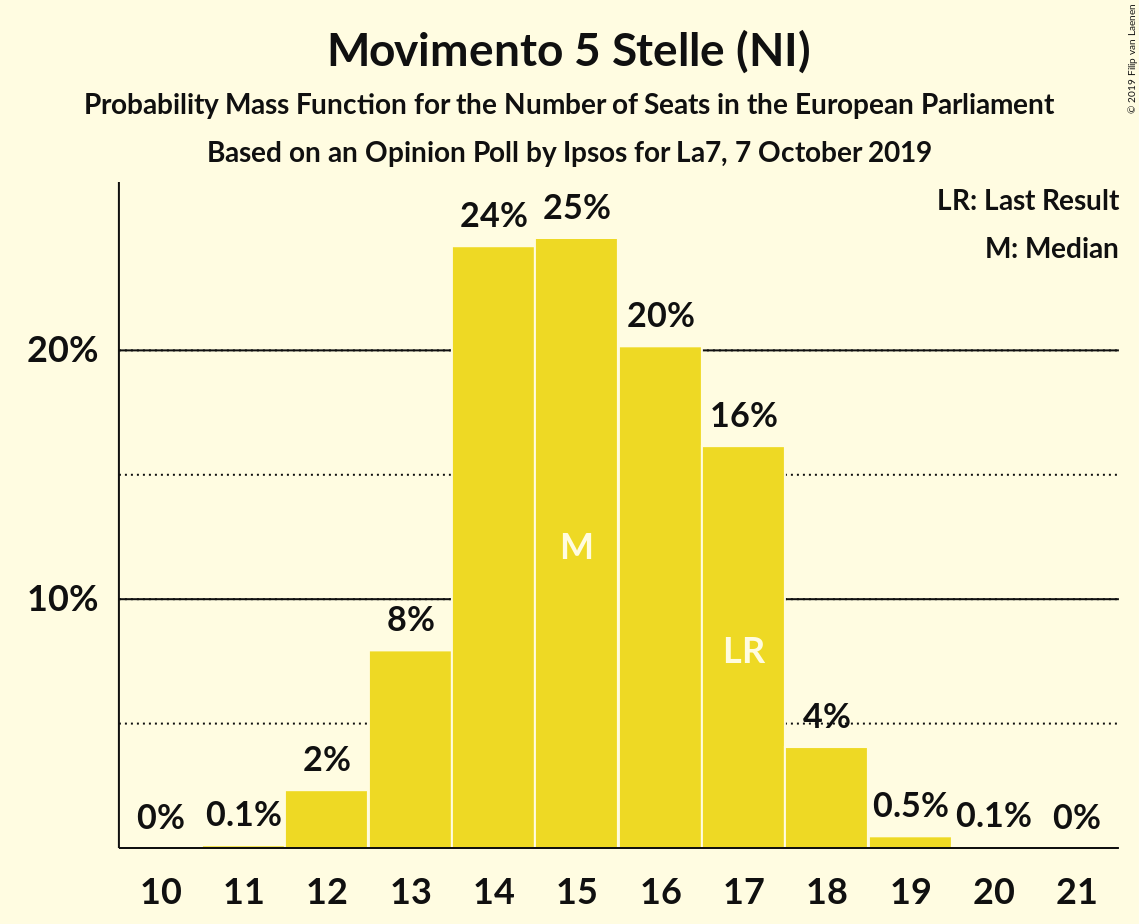 Movimento 5 Stelle (NI)
Probability Mass Function for the Number of Seats in the European Parliament
Based on an Opinion Poll by Ipsos for La7, 7 October 2019
© 2019 Filip van Laenen
LR: Last Result
M: Median
24% 25%
20%
20%
16%
M
10%
8%
LR
4%
2%
0% 0.1% 0.5% 0.1% 0%
10 11 12 13 14 15 16 17 18 19 20 21